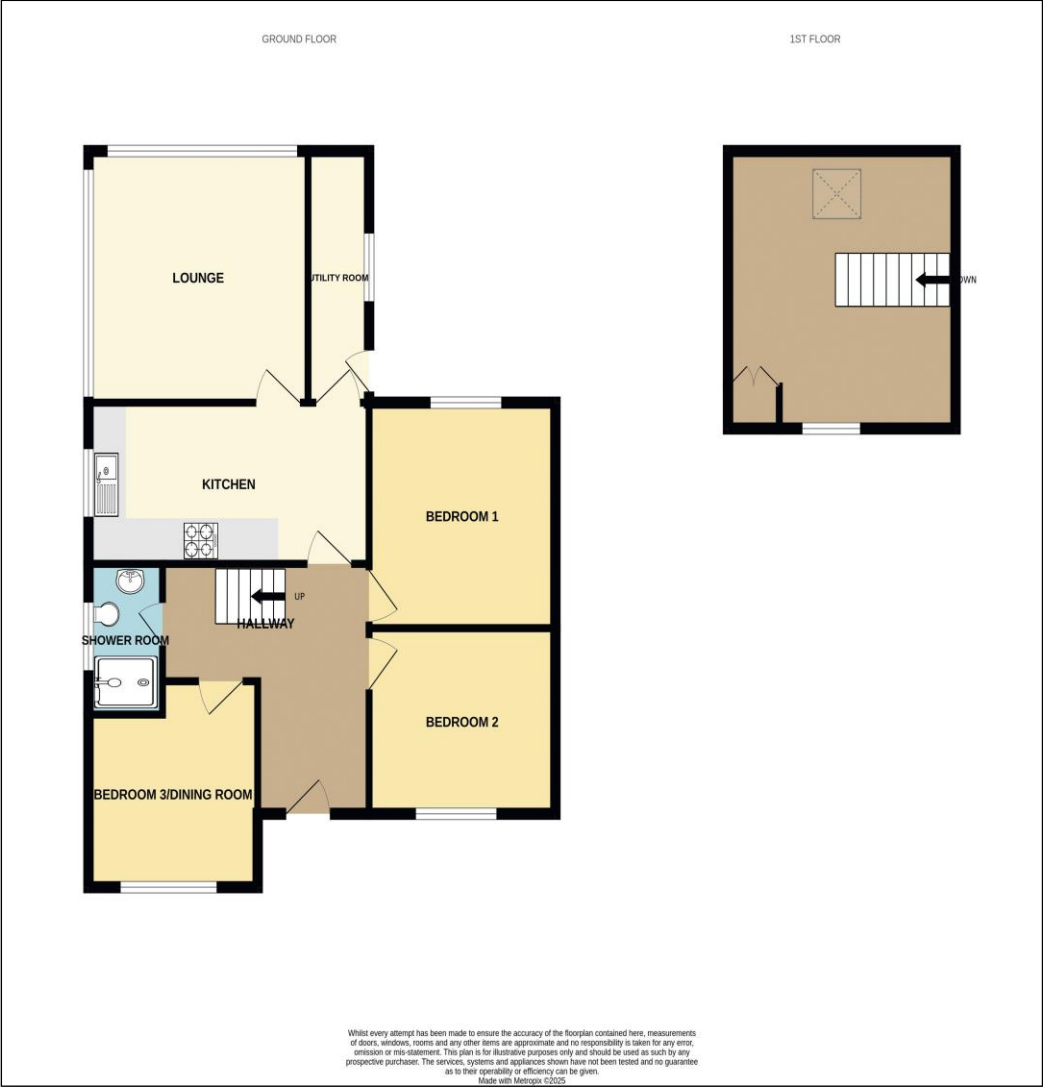 GROUND FLOOR
1ST FLOOR
LOUNGE
UTILITY ROOM
DOWN
KITCHEN
BEDROOM 1
UP
HALLWAY
SHOWER ROOM
BEDROOM 2
BEDROOM 3/DINING ROOM
Whilst every attempt has been made to ensure the accuracy of the floorplan contained here, measurements
of doors, windows, rooms and any other items are approximate and no responsibility is taken for any error,
omission or mis-statement. This plan is for illustrative purposes only and should be used as such by any
prospective purchaser. The services, systems and appliances shown have not been tested and no guarantee
as to their operability or efficiency can be given.
Made with Metropix ©2025